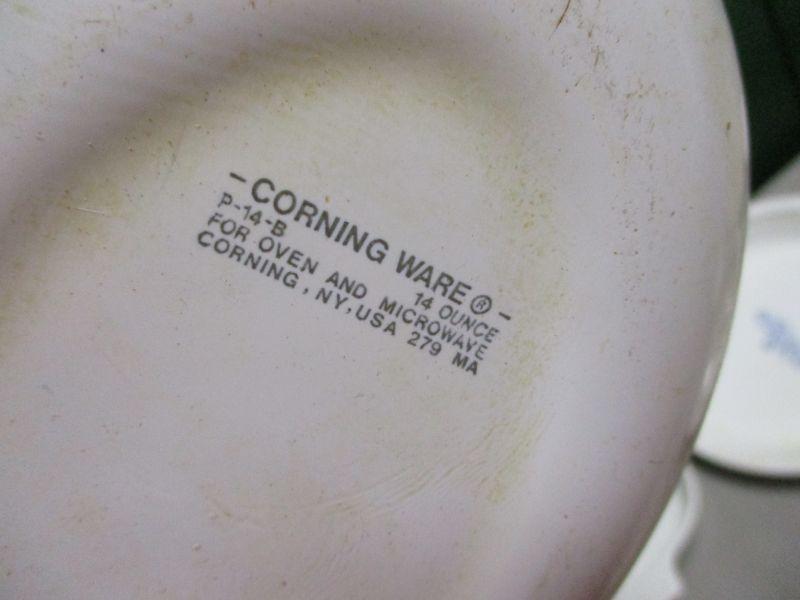 - CORNING WARE® -
P-14-B 14 OUNCE
FOR OVEN AND MICROWAVE
CORNING, NY, USA 279 MA